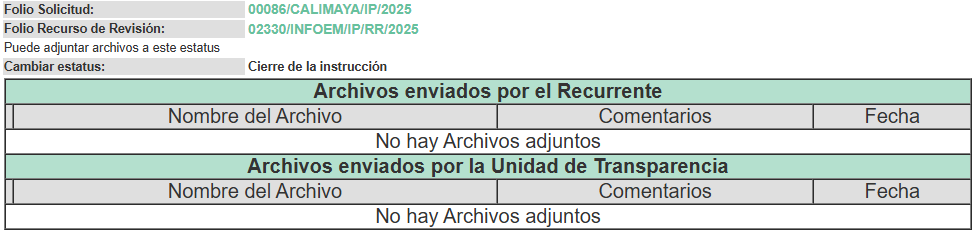 Folio Solicitud: 00086/CALIMAYA/IP/2025
Folio Recurso de Revisión: 02330/INFOEM/IP/RR/2025
Puede adjuntar archivos a este estatus
Cambiar estatus: Cierre de la instrucción
Archivos enviados por el Recurrente
Nombre del Archivo Comentarios Fecha
No hay Archivos adjuntos
Archivos enviados por la Unidad de Transparencia
Nombre del Archivo Comentarios Fecha
No hay Archivos adjuntos